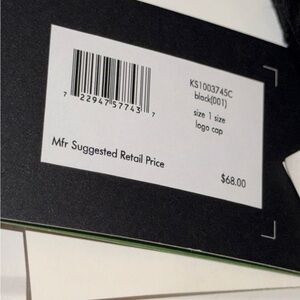 KS1003745C
black(001)
size 1 size
logo cap
7 22947 57743 7
Mfr Suggested Retail Price
$68.00